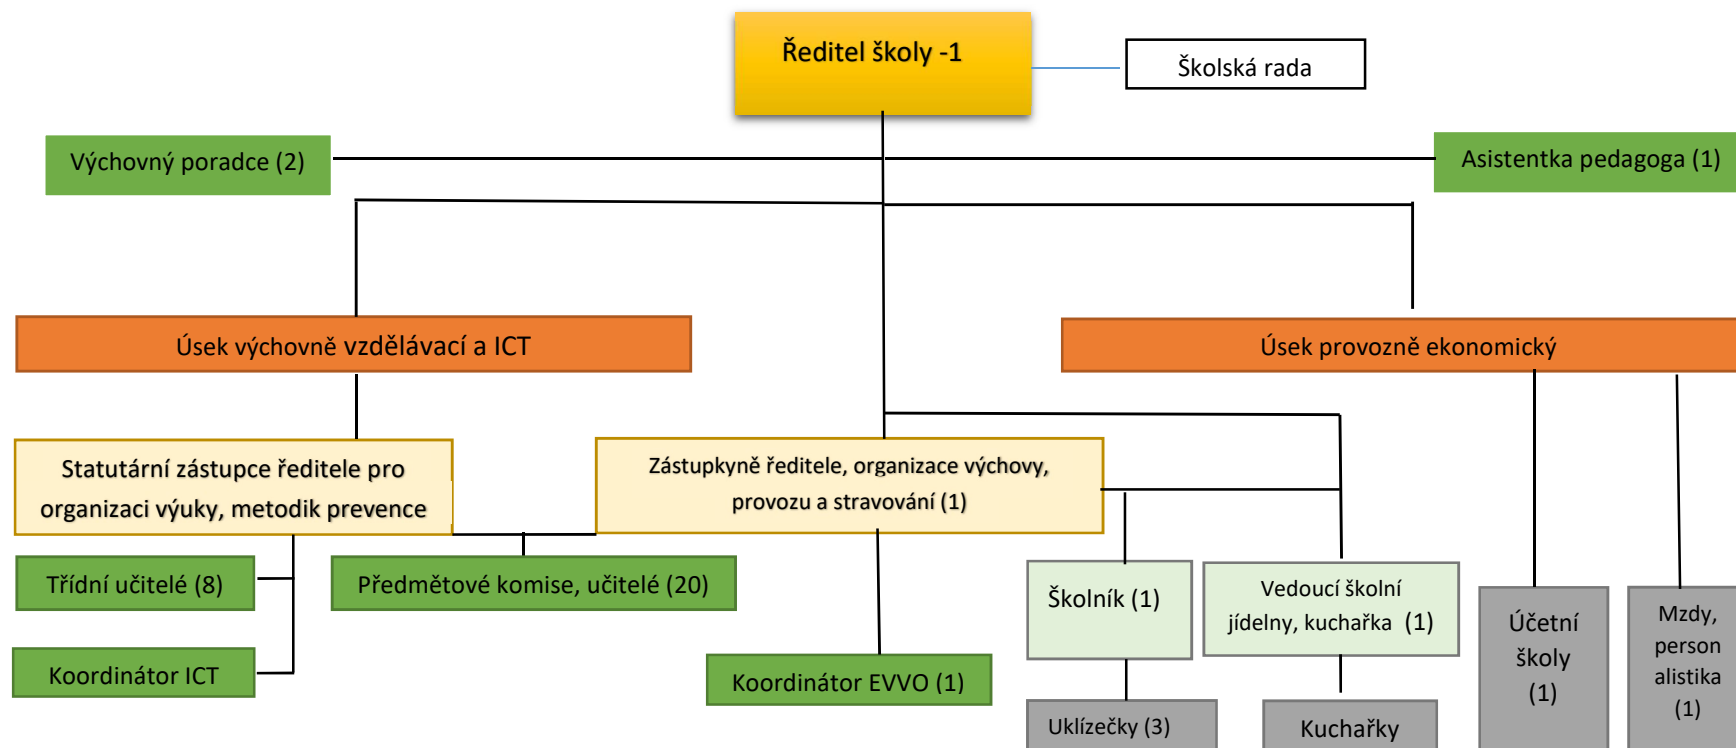 Ředitel školy -1
Školská rada
Výchovný poradce (2)
Asistentka pedagoga (1)
Úsek výchovně vzdělávací a ICT
Úsek provozně ekonomický
Statutární zástupce ředitele pro
organizaci výuky, metodik prevence
Zástupkyně ředitele, organizace výchovy,
provozu a stravování (1)
Třídní učitelé (8)
Předmětové komise, učitelé (20)
Koordinátor ICT
Koordinátor EVVO (1)
Školník (1)
Vedoucí školní
jídelny, kuchařka (1)
Účetní
školy
(1)
Mzdy,
person
alistika
(1)
Uklízečky (3)
Kuchařky